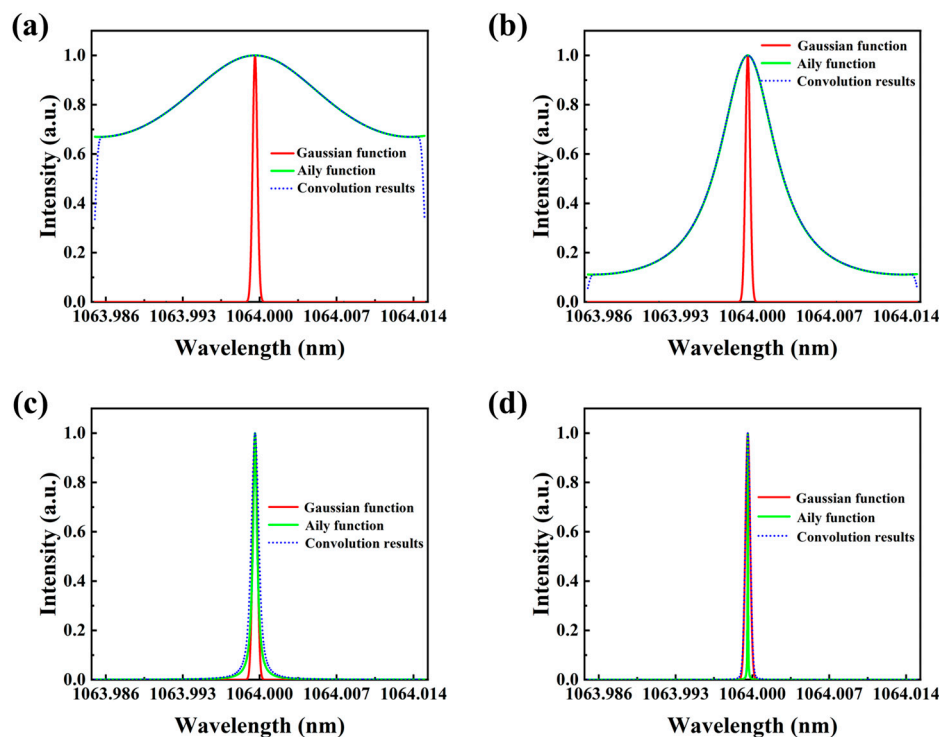 (a)
Intensity (a.u.)
1.0
0.8
0.6
0.4
0.2
0.0
Gaussian function
Aily function
Convolution results
1063.986 1063.993 1064.000 1064.007 1064.014
Wavelength (nm)
(b)
Intensity (a.u.)
1.0
0.8
0.6
0.4
0.2
0.0
Gaussian function
Aily function
Convolution results
1063.986 1063.993 1064.000 1064.007 1064.014
Wavelength (nm)
(c)
Intensity (a.u.)
1.0
0.8
0.6
0.4
0.2
0.0
Gaussian function
Aily function
Convolution results
1063.986 1063.993 1064.000 1064.007 1064.014
Wavelength (nm)
(d)
Intensity (a.u.)
1.0
0.8
0.6
0.4
0.2
0.0
Gaussian function
Aily function
Convolution results
1063.986 1063.993 1064.000 1064.007 1064.014
Wavelength (nm)